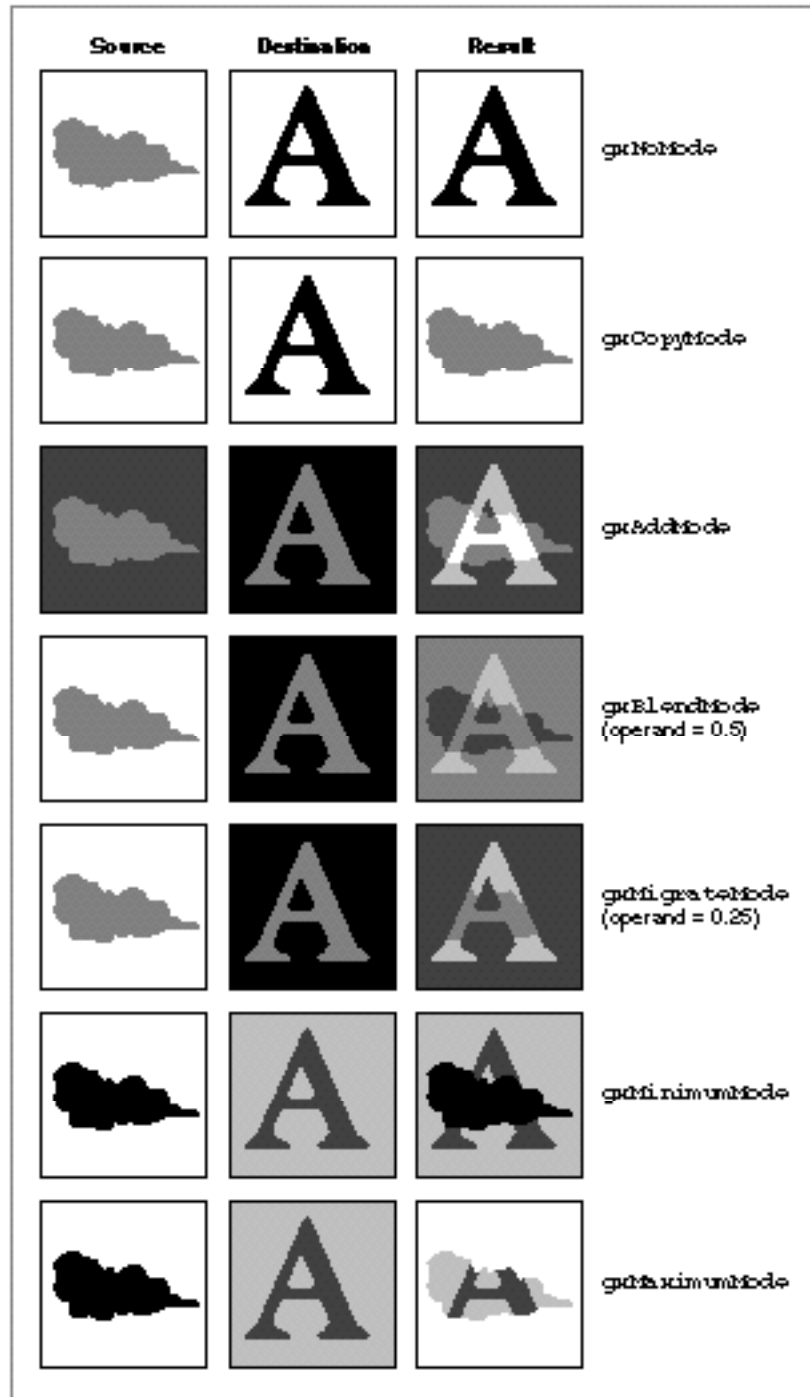 Source Destination Result
gxNoMode
gxCopyMode
gxAddMode
gxBlendMode
(operand = 0.5)
gxMigrateMode
(operand = 0.25)
gxMinimumMode
gxMaximumMode
A
A
A
A
A
A
A
A
A
A
A
A
A